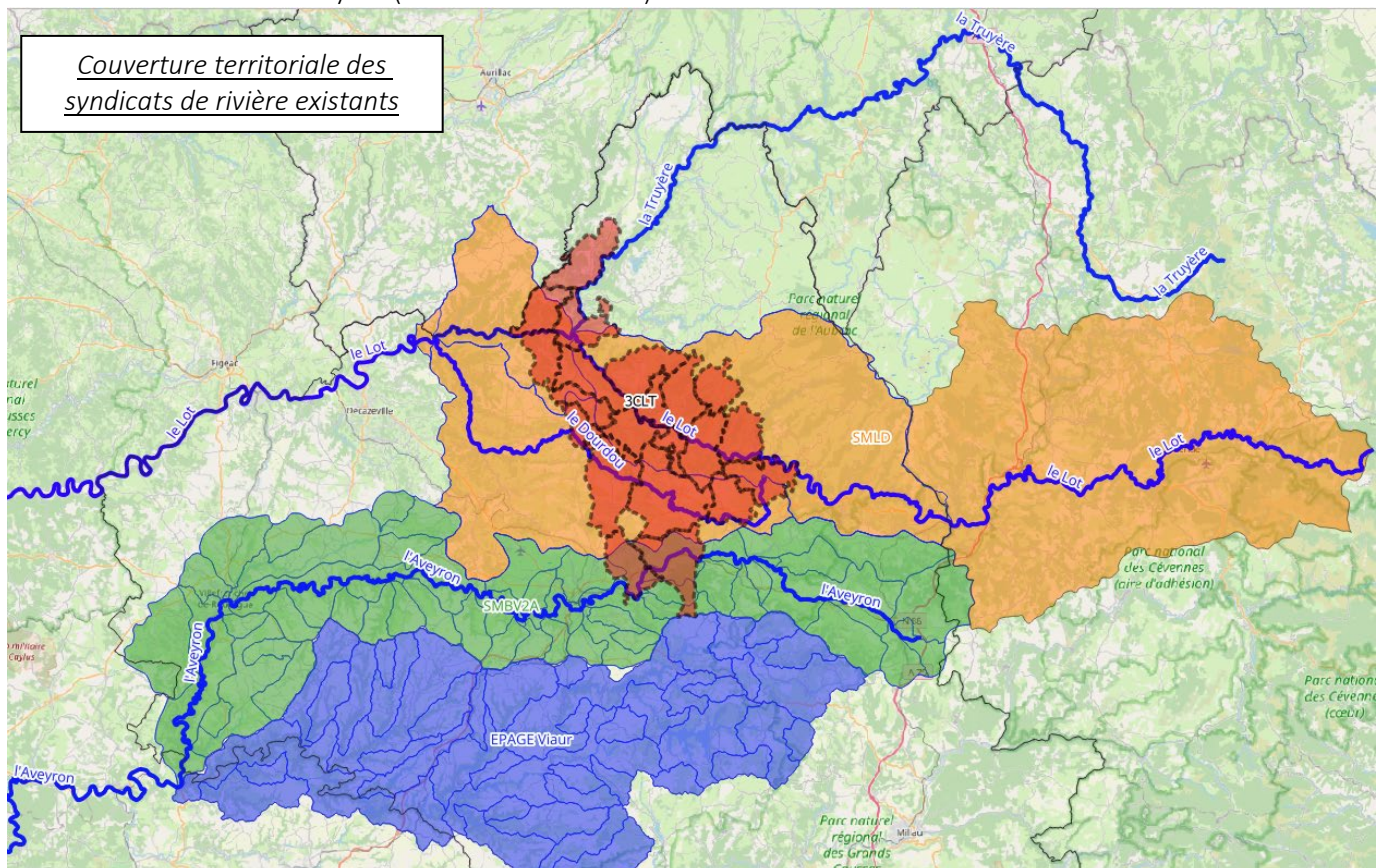 Couverture territoriale des
syndicats de rivière existants
Aurillac
la Truyère
la Truyère
la Truyère
Parc naturel
régional
de l'Aubrac
le Lot
Figeac
Decazeville
le Lot
3CLT
le Lot
le Dourdou
SMLD
le Lot
le Lot
Parc national
des Cévennes
(aire d'adhésion)
l'Aveyron
SMBV2A
l'Aveyron
l'Aveyron
Parc nation
des Cévenne
(cœur)
EPAGE Viaur
l'Aveyron
Parc naturel
régional
des Grands
Millau